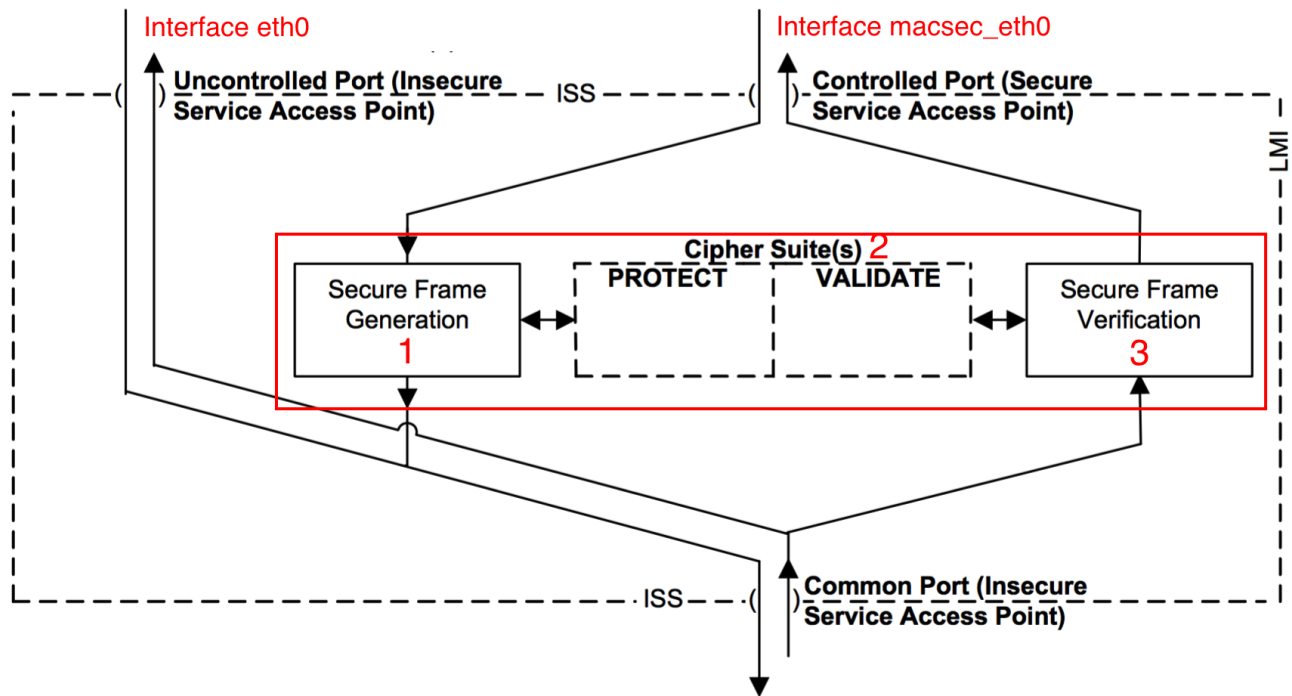 Interface eth0
Interface macsec_eth0
Uncontrolled Port (Insecure
Service Access Point)
ISS
Controlled Port (Secure
Service Access Point)
LMI
Cipher Suite(s) 2
PROTECT
VALIDATE
Secure Frame
Generation
1
Secure Frame
Verification
3
ISS
Common Port (Insecure
Service Access Point)